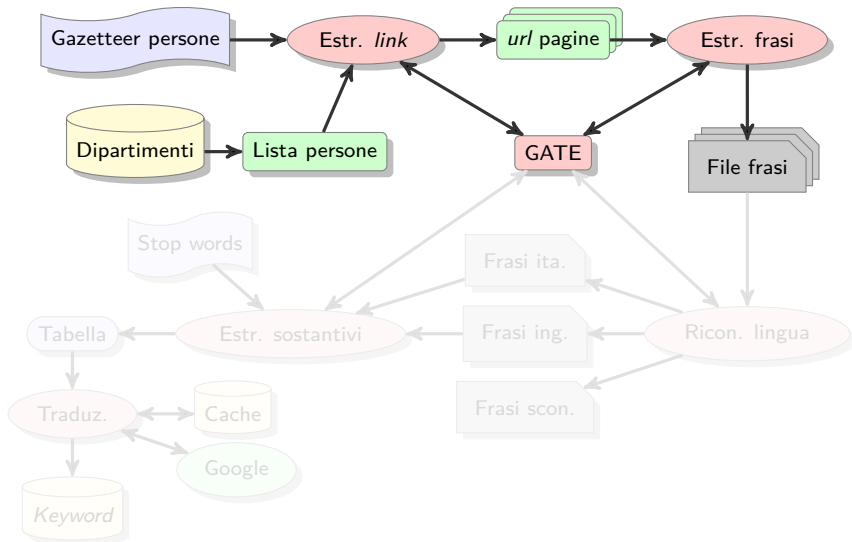 Gazetteer persone
Estr. link
url pagine
Estr. frasi
Dipartimenti
Lista persone
GATE
File frasi
Stop words
Frasi ita.
Tabella
Estr. sostantivi
Frasi ing.
Ricon. lingua
Traduz.
Cache
Frasi scon.
Google
Keyword